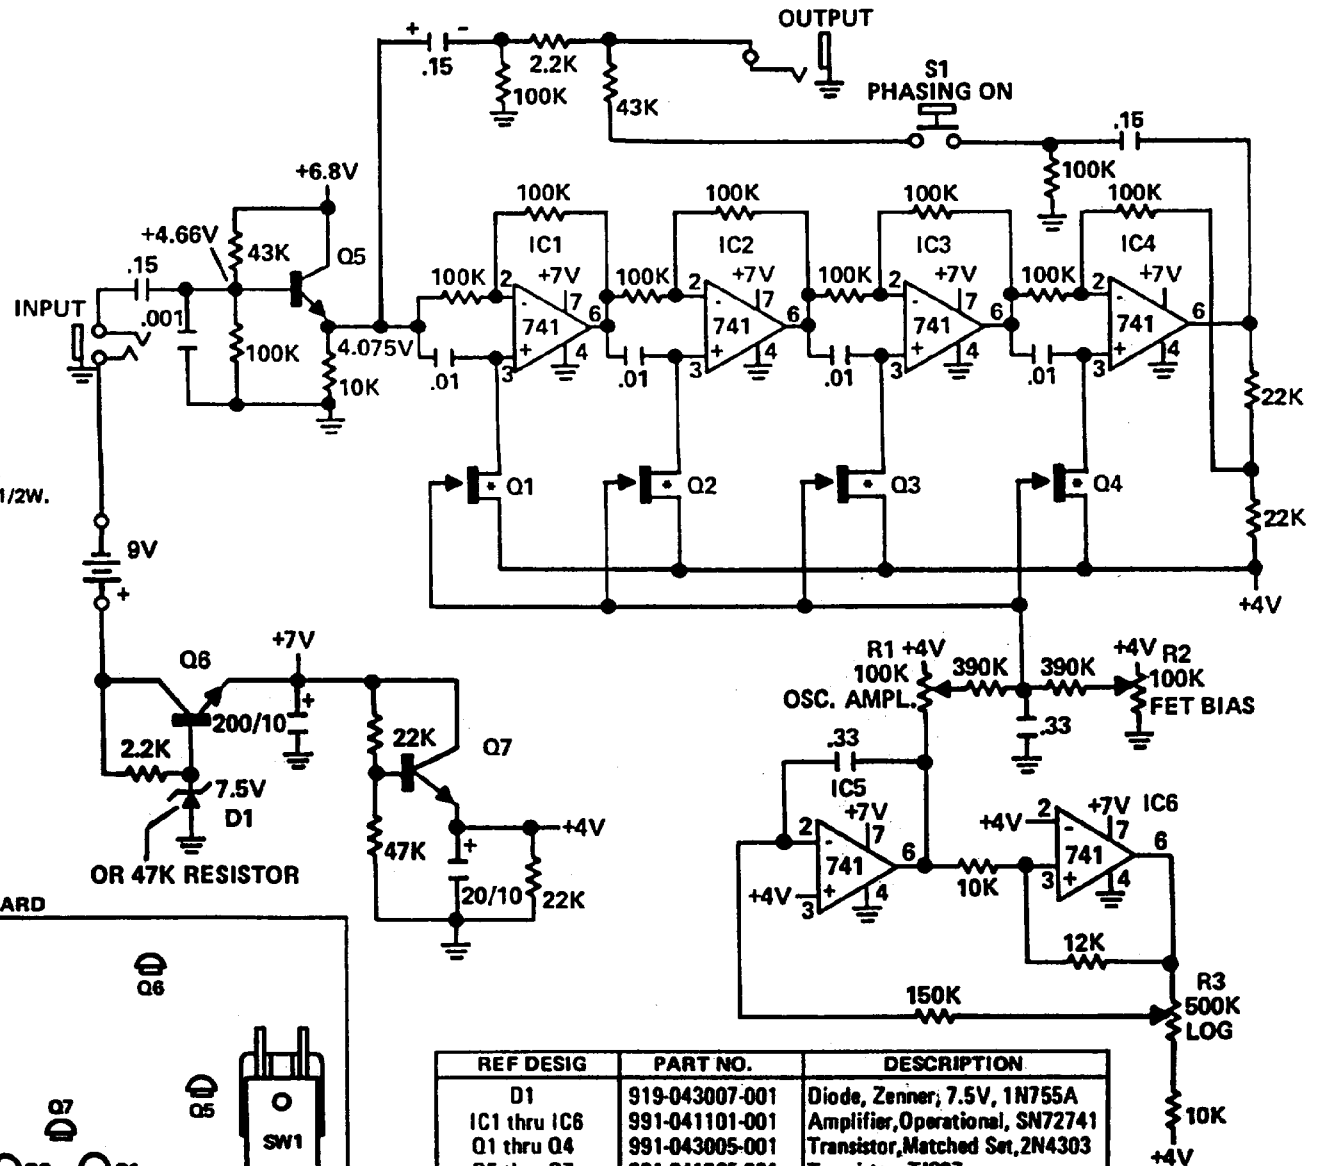 OUTPUT
+ -
.15
2.2K
100K
43K
S1
PHASING ON
.15
100K
+6.8V
+4.66V
43K
Q5
.15
INPUT
.001
100K
4.075V
10K
100K
IC1
+7V
100K
2
-
7
6
741
+
3
4
.01
100K
IC2
+7V
100K
2
-
7
6
741
+
3
4
.01
100K
IC3
+7V
100K
2
-
7
6
741
+
3
4
.01
100K
IC4
+7V
100K
2
-
7
6
741
+
3
4
.01
22K
22K
+4V
Q1
Q2
Q3
Q4
1/2W.
9V
+
Q6
+7V
+
200/10
2.2K
7.5V
D1
OR 47K RESISTOR
22K
Q7
47K
+
20/10
+4V
22K
R1 +4V
100K
OSC. AMPL.
390K
390K
+4V R2
100K
FET BIAS
.33
.33
IC5
+7V
2
-
7
6
741
+4V
+
3
4
10K
+7V IC6
+4V
2
-
7
6
741
3
+
4
12K
150K
R3
500K
LOG
10K
+4V
ARD
Q6
Q5
Q7
SW1
REF DESIG PART NO. DESCRIPTION
D1 919-043007-001 Diode, Zenner; 7.5V, 1N755A
IC1 thru IC6 991-041101-001 Amplifier,Operational, SN72741
Q1 thru Q4 991-043005-001 Transistor,Matched Set,2N4303